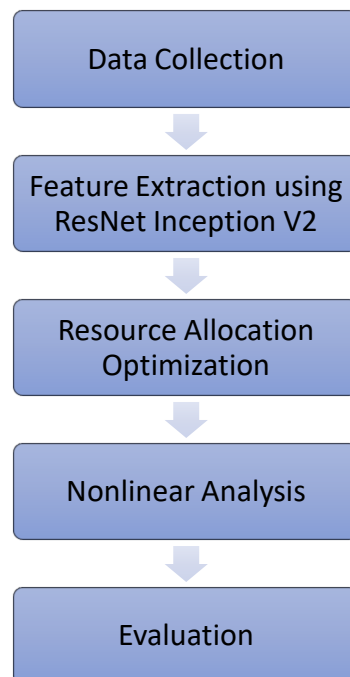 Data Collection
Feature Extraction using
ResNet Inception V2
Resource Allocation
Optimization
Nonlinear Analysis
Evaluation